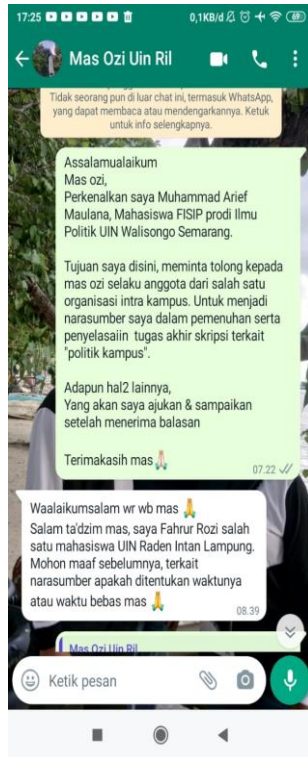 17:25
0,1KB/d
69
Mas Ozi Uin Ril
Tidak seorang pun di luar chat ini, termasuk WhatsApp,
yang dapat membaca atau mendengarkannya. Ketuk
untuk info selengkapnya.
Assalamualaikum
Mas ozi,
Perkenalkan saya Muhammad Arief
Maulana, Mahasiswa FISIP prodi Ilmu
Politik UIN Walisongo Semarang.
Tujuan saya disini, meminta tolong kepada
mas ozi selaku anggota dari salah satu
organisasi intra kampus. Untuk menjadi
narasumber saya dalam pemenuhan serta
penyelasaiin tugas akhir skripsi terkait
"politik kampus".
Adapun hal2 lainnya,
Yang akan saya ajukan & sampaikan
setelah menerima balasan
Terimakasih mas🙏
07.22
Waalaikumsalam wr wb mas 🙏
Salam ta'dzim mas, saya Fahrur Rozi salah
satu mahasiswa UIN Raden Intan Lampung.
Mohon maaf sebelumnya, terkait
narasumber apakah ditentukan waktunya
atau waktu bebas mas 🙏
08.39
Mas Ozi Uin Ril
Ketik pesan